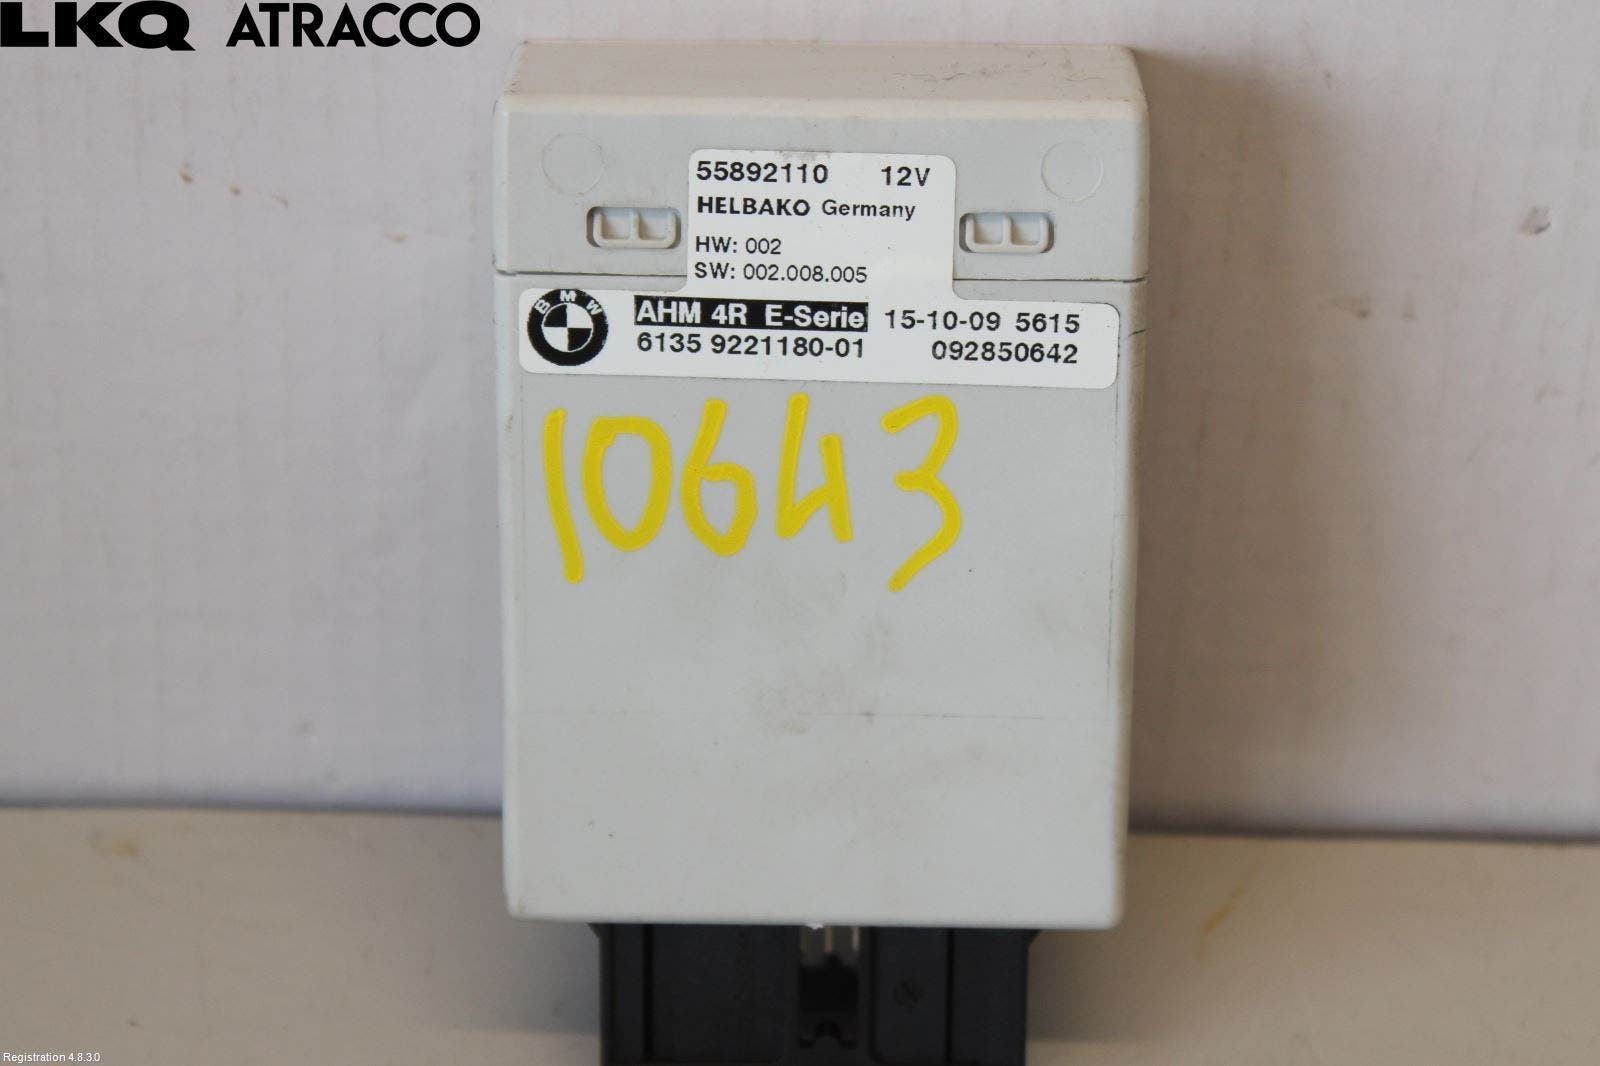 LKQ ATRACCO
55892110 12V
HELBAKO Germany
HW: 002
SW: 002.008.005
BMW
AHM 4R E-Serie 15-10-09 5615
6135 9221180-01 092850642
10643
Registration 4.8.3.0